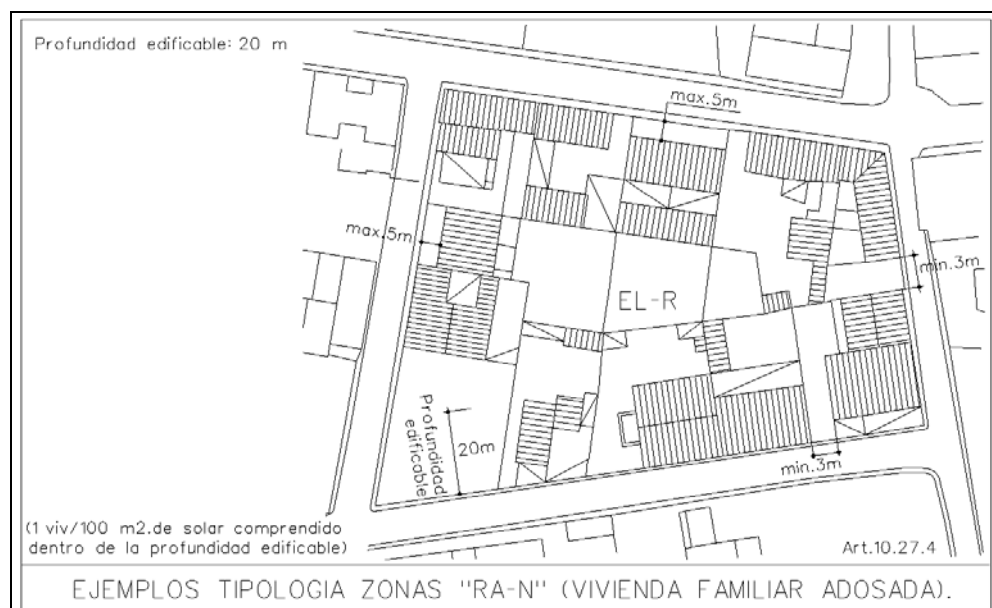 Profundidad edificable: 20 m
max.5m
max.5m
min.3m
EL-R
Profundidad
edificable
20m
min.3m
(1 viv/100 m2.de solar comprendido
dentro de la profundidad edificable)
Art.10.27.4
EJEMPLOS TIPOLOGIA ZONAS "RA-N" (VIVIENDA FAMILIAR ADOSADA).